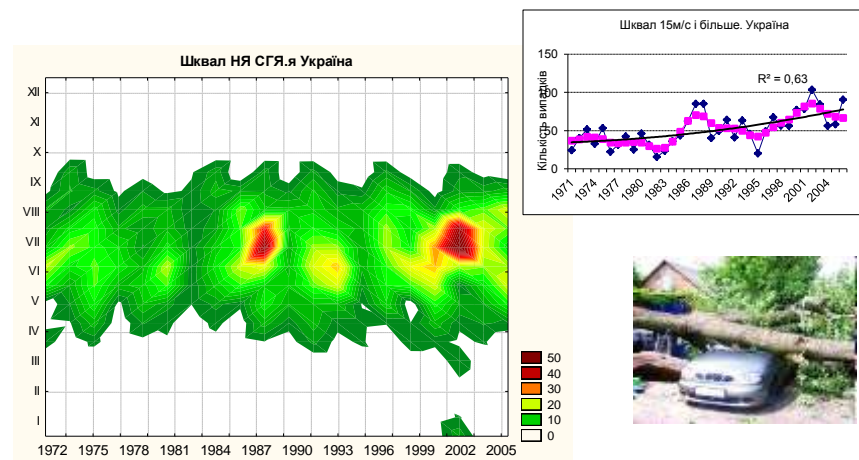 Шквал НЯ СГЯ.я Україна
XII
XI
X
IX
VIII
VII
VI
V
IV
III
II
I
1972 1975 1978 1981 1984 1987 1990 1993 1996 1999 2002 2005
50
40
30
20
10
0
Шквал 15м/с і більше. Україна
Кількість випадків
150
100
50
0
R² = 0,63
1971 1974 1977 1980 1983 1986 1989 1992 1995 1998 2001 2004